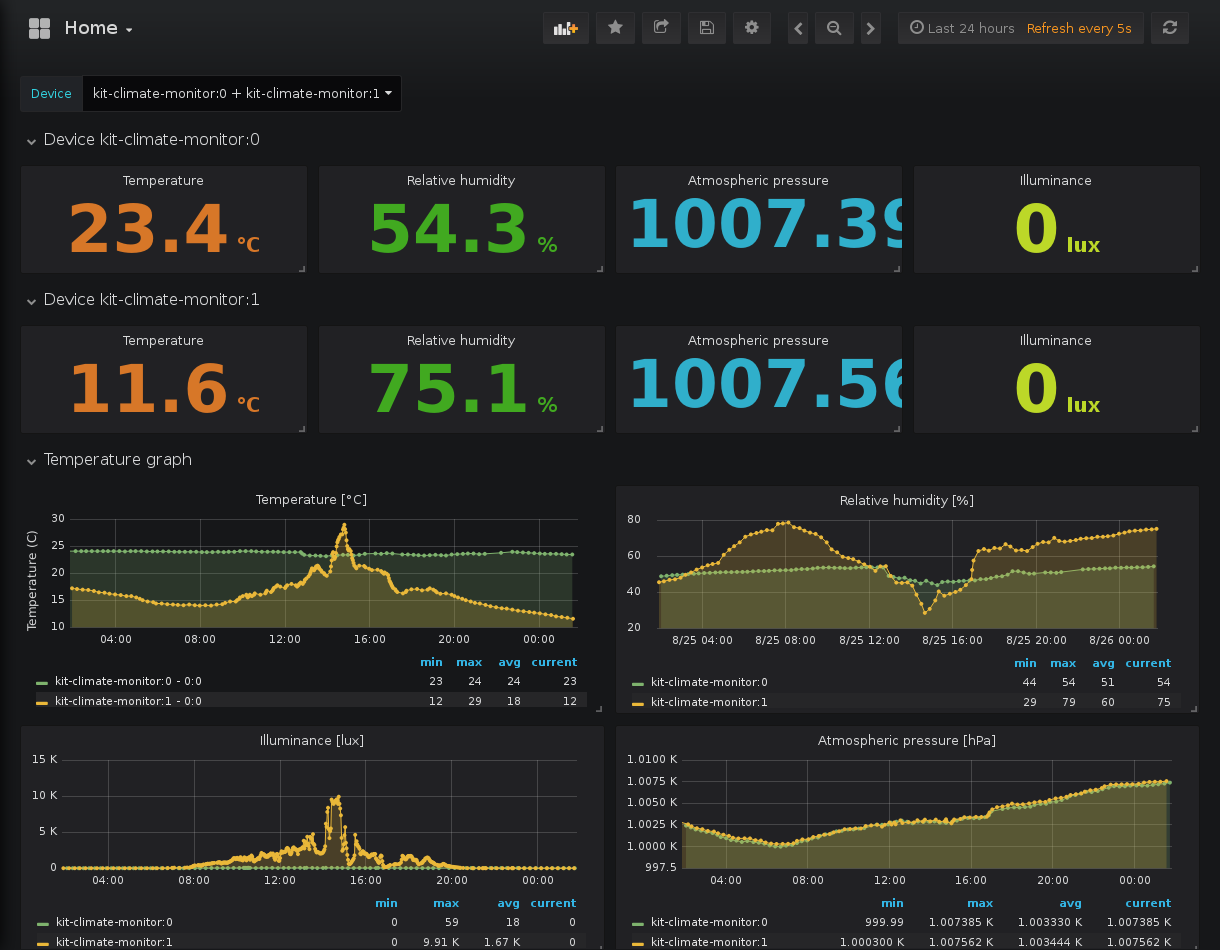 Home
Last 24 hours Refresh every 5s
Device kit-climate-monitor:0 + kit-climate-monitor:1
Device kit-climate-monitor:0
Temperature Relative humidity Atmospheric pressure Illuminance
23.4 °C 54.3 % 1007.39 0 lux
Device kit-climate-monitor:1
Temperature Relative humidity Atmospheric pressure Illuminance
11.6 °C 75.1 % 1007.56 0 lux
Temperature graph
Temperature [°C]
Temperature (C)
30
25
20
15
10
04:00 08:00 12:00 16:00 20:00 00:00
min max avg current
kit-climate-monitor:0 - 0:0 23 24 24 23
kit-climate-monitor:1 - 0:0 12 29 18 12
Relative humidity [%]
80
60
40
20
8/25 04:00 8/25 08:00 8/25 12:00 8/25 16:00 8/25 20:00 8/26 00:00
min max avg current
kit-climate-monitor:0 44 54 51 54
kit-climate-monitor:1 29 79 60 75
Illuminance [lux]
15 K
10 K
5 K
0
04:00 08:00 12:00 16:00 20:00 00:00
min max avg current
kit-climate-monitor:0 0 59 18 0
kit-climate-monitor:1 0 9.91 K 1.67 K 0
Atmospheric pressure [hPa]
1.0100 K
1.0075 K
1.0050 K
1.0025 K
1.0000 K
997.5
04:00 08:00 12:00 16:00 20:00 00:00
min max avg current
kit-climate-monitor:0 999.99 1.007385 K 1.003330 K 1.007385 K
kit-climate-monitor:1 1.000300 K 1.007562 K 1.003444 K 1.007562 K